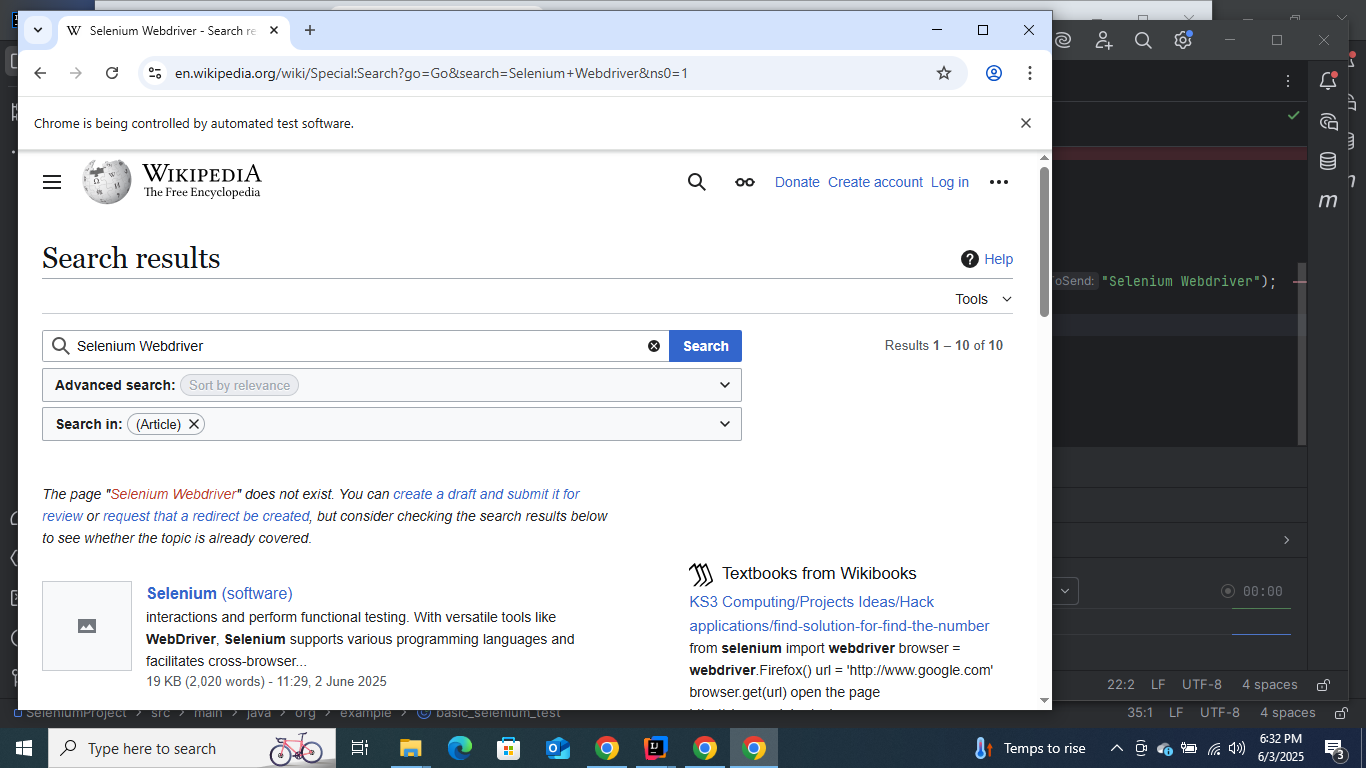 Selenium Webdriver - Search re
en.wikipedia.org/wiki/Special:Search?go=Go&search=Selenium+Webdriver&ns0=1
Chrome is being controlled by automated test software.
WIKIPEDIA
The Free Encyclopedia
Donate Create account Log in
Search results
Help
Tools
Selenium Webdriver
Search
Results 1 – 10 of 10
Advanced search: Sort by relevance
Search in: (Article)
The page "Selenium Webdriver" does not exist. You can create a draft and submit it for
review or request that a redirect be created, but consider checking the search results below
to see whether the topic is already covered.
Selenium (software)
interactions and perform functional testing. With versatile tools like
WebDriver, Selenium supports various programming languages and
facilitates cross-browser...
19 KB (2,020 words) - 11:29, 2 June 2025
Textbooks from Wikibooks
KS3 Computing/Projects Ideas/Hack
applications/find-solution-for-find-the-number
from selenium import webdriver browser =
webdriver.Firefox() url = 'http://www.google.com'
browser.get(url) open the page
ToSend: "Selenium Webdriver");
00:00
22:2 LF UTF-8 4 spaces
SeleniumProject > src > main > java > org > example > basic_selenium_test
35:1 LF UTF-8 4 spaces
Type here to search
Temps to rise
6:32 PM
6/3/2025
3